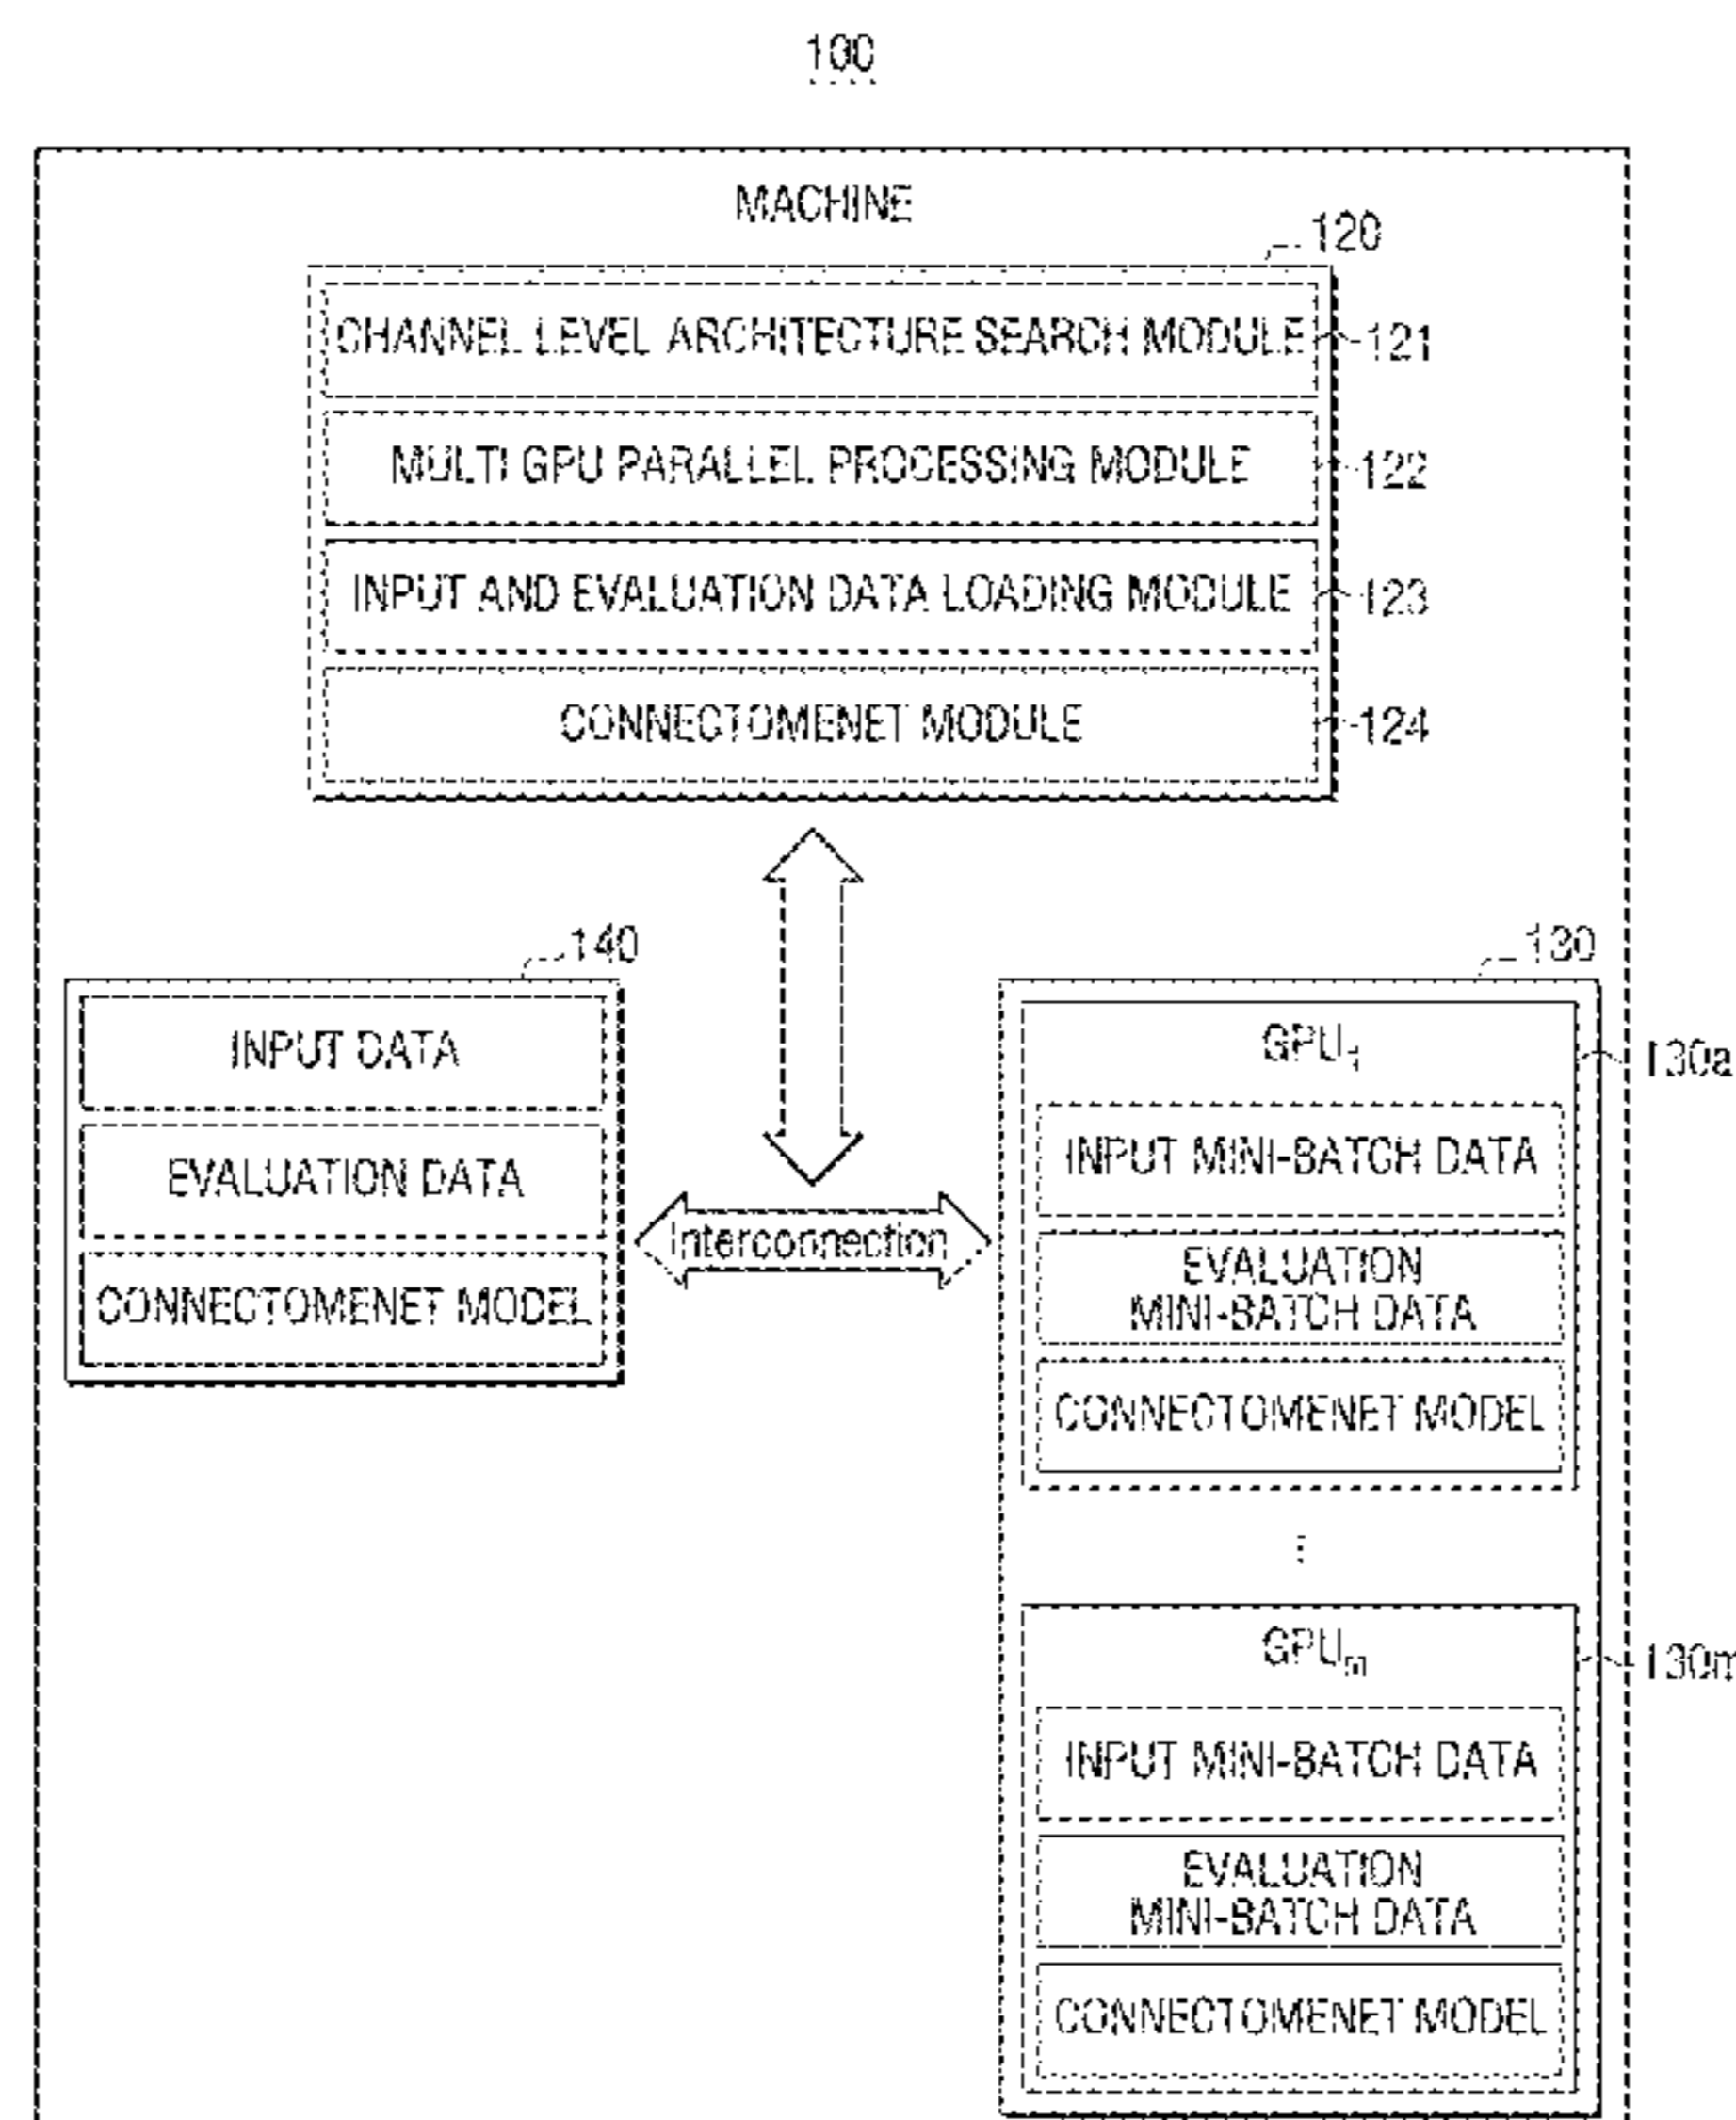 100
MACHINE
120
CHANNEL LEVEL ARCHITECTURE SEARCH MODULE
121
MULTI GPU PARALLEL PROCESSING MODULE
122
INPUT AND EVALUATION DATA LOADING MODULE
123
CONNECTOMENET MODULE
124
140
INPUT DATA
EVALUATION DATA
CONNECTOMENET MODEL
Interconnection
130
GPU1
130a
INPUT MINI-BATCH DATA
EVALUATION
MINI-BATCH DATA
CONNECTOMENET MODEL
⋮
GPUm
130m
INPUT MINI-BATCH DATA
EVALUATION
MINI-BATCH DATA
CONNECTOMENET MODEL